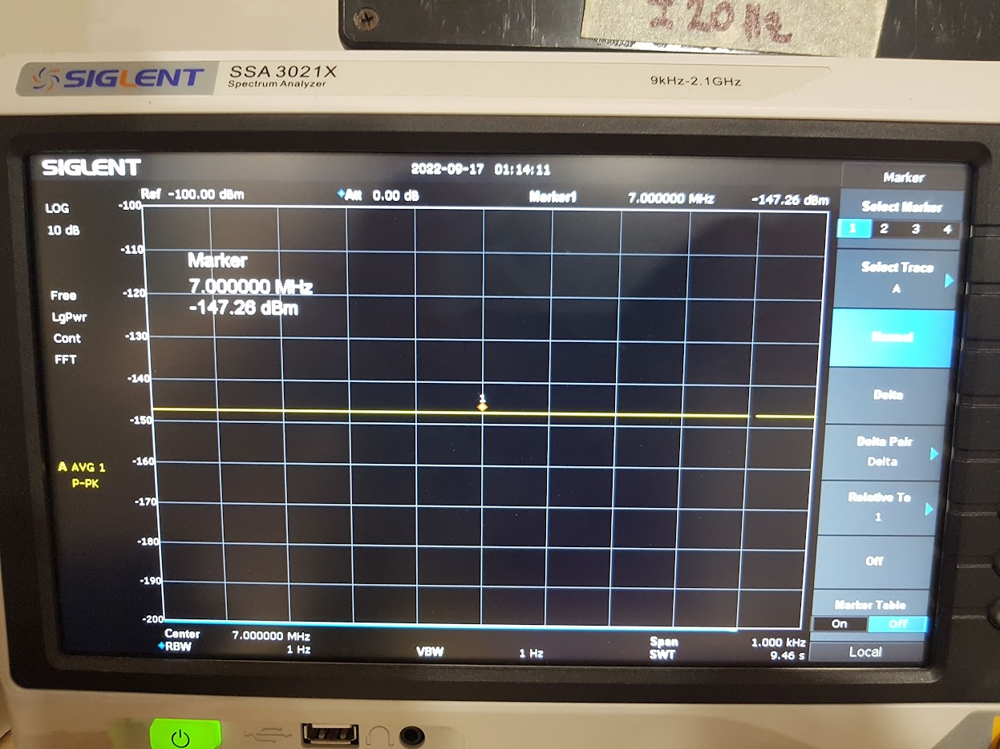 ± 20 Hz
SIGLENT SSA 3021X
Spectrum Analyzer
9kHz-2.1GHz
SIGLENT 2022-09-17 01:14:11
Ref -100.00 dBm Att 0.00 dB Marker1 7.000000 MHz -147.26 dBm
LOG
10 dB
Free
LgPwr
Cont
FFT
A AVG 1
P-PK
-100
-110
-120
-130
-140
-150
-160
-170
-180
-190
-200
Marker
7.000000 MHz
-147.26 dBm
1
Center 7.000000 MHz Span 1.000 kHz
RBW 1 Hz VBW 1 Hz SWT 9.46 s
Marker
Select Marker
1 2 3 4
Select Trace
A
Normal
Delta
Delta Pair
Delta
Relative To
1
Off
Marker Table
On Off
Local